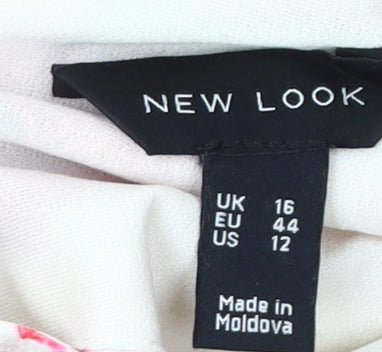 NEW LOOK
UK 16
EU 44
US 12
Made in
Moldova